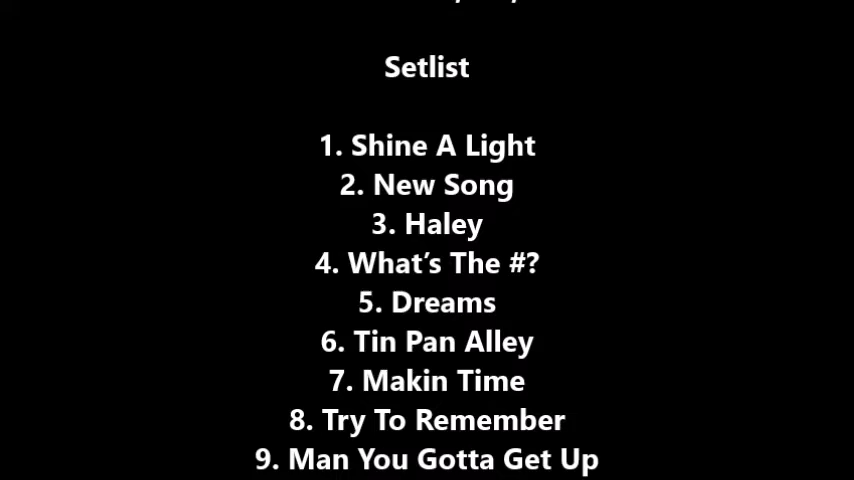 Setlist
1. Shine A Light
2. New Song
3. Haley
4. What's The #?
5. Dreams
6. Tin Pan Alley
7. Makin Time
8. Try To Remember
9. Man You Gotta Get Up